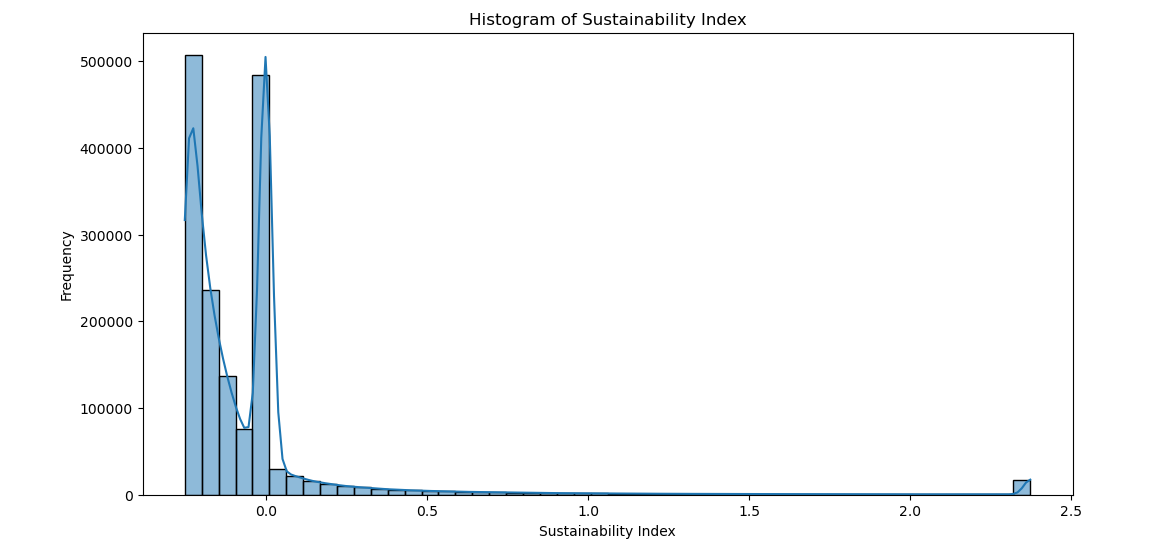 Histogram of Sustainability Index
500000
400000
300000
200000
100000
0
Frequency
0.0 0.5 1.0 1.5 2.0 2.5
Sustainability Index